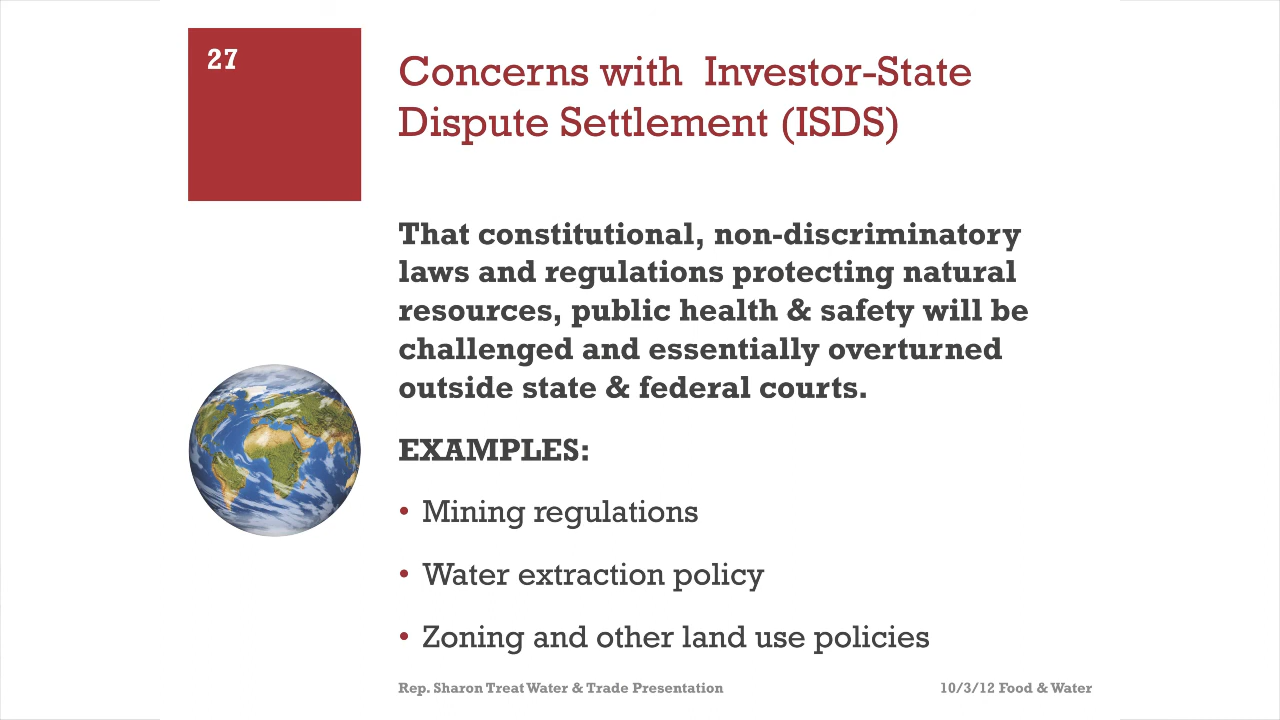 27
Concerns with Investor-State
Dispute Settlement (ISDS)
That constitutional, non-discriminatory
laws and regulations protecting natural
resources, public health & safety will be
challenged and essentially overturned
outside state & federal courts.
EXAMPLES:
• Mining regulations
• Water extraction policy
• Zoning and other land use policies
Rep. Sharon Treat Water & Trade Presentation
10/3/12 Food & Water